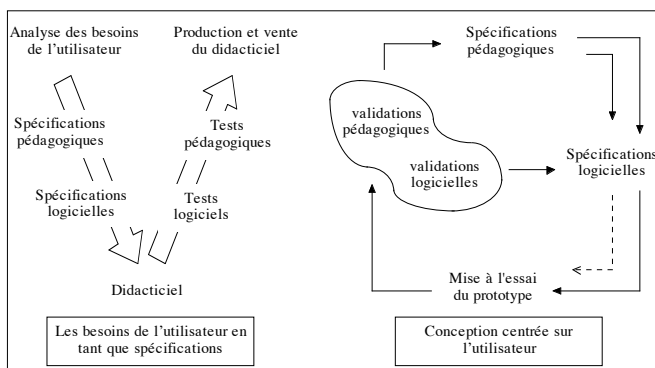 Analyse des besoins
de l'utilisateur
Production et vente
du didacticiel
Spécifications
pédagogiques
Tests
pédagogiques
Spécifications
logicielles
Tests
logiciels
Didacticiel
Les besoins de l'utilisateur en
tant que spécifications
Spécifications
pédagogiques
validations
pédagogiques
validations
logicielles
Spécifications
logicielles
Mise à l'essai
du prototype
Conception centrée sur
l'utilisateur